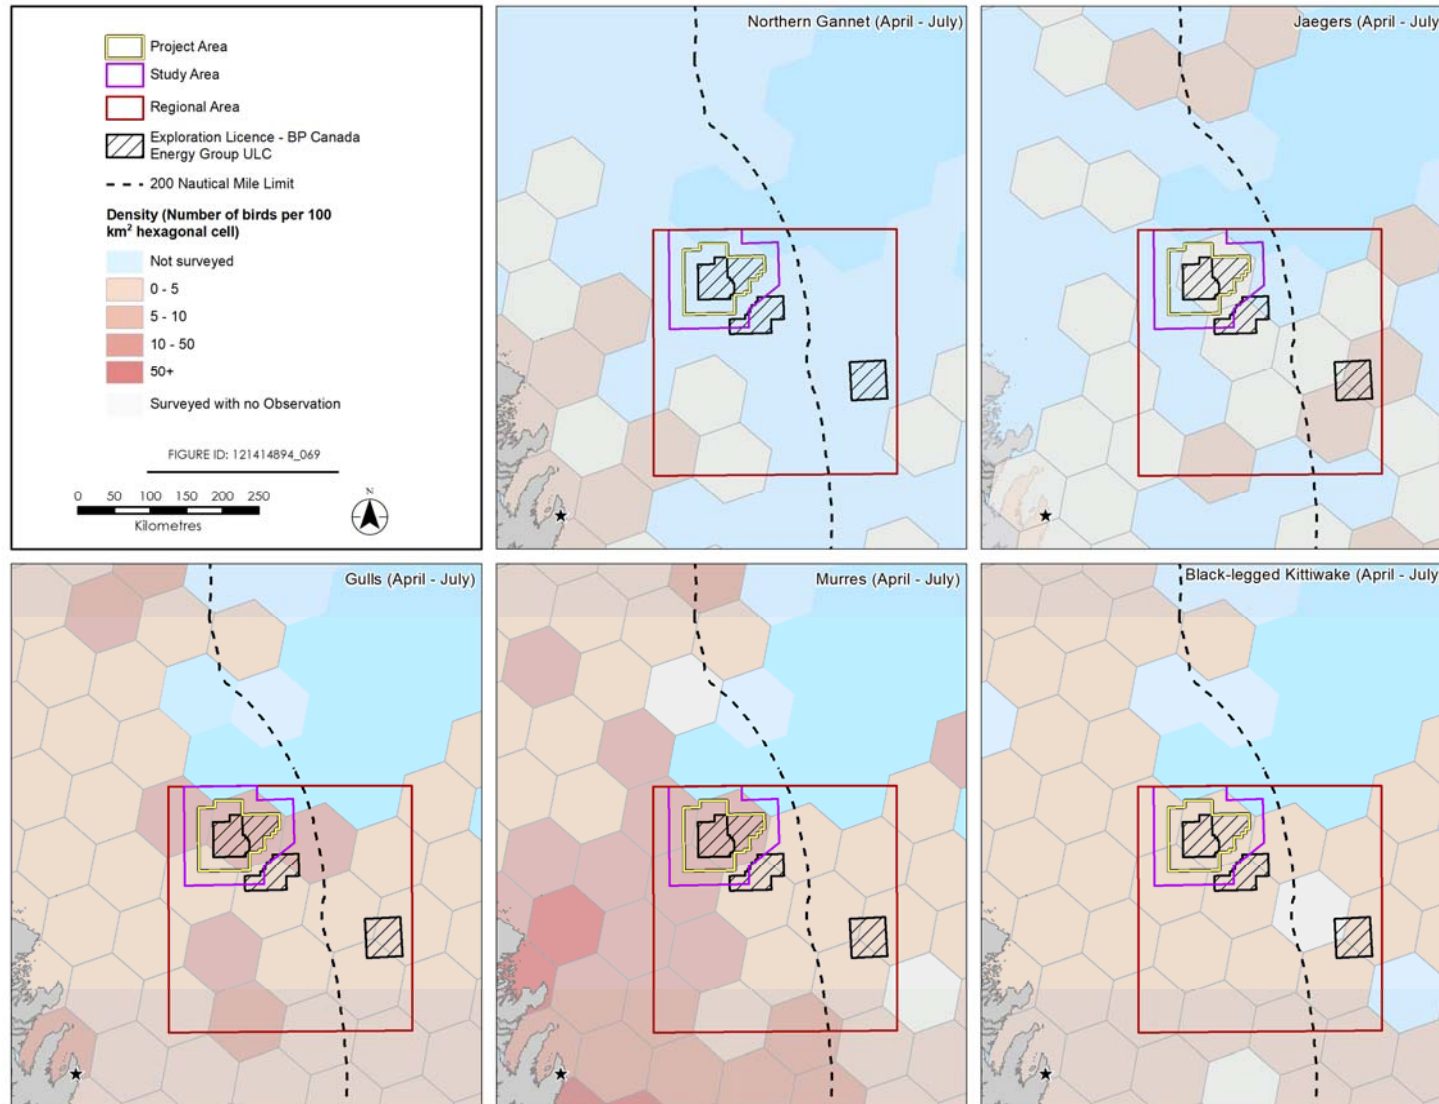 Project Area
Study Area
Regional Area
Exploration Licence - BP Canada
Energy Group ULC
200 Nautical Mile Limit
Density (Number of birds per 100
km² hexagonal cell)
Not surveyed
0 - 5
5 - 10
10 - 50
50+
Surveyed with no Observation
FIGURE ID: 121414894_069
0 50 100 150 200 250
Kilometres
N
Northern Gannet (April - July)
Jaegers (April - July
Gulls (April - July)
Murres (April - July)
Black-legged Kittiwake (April - July